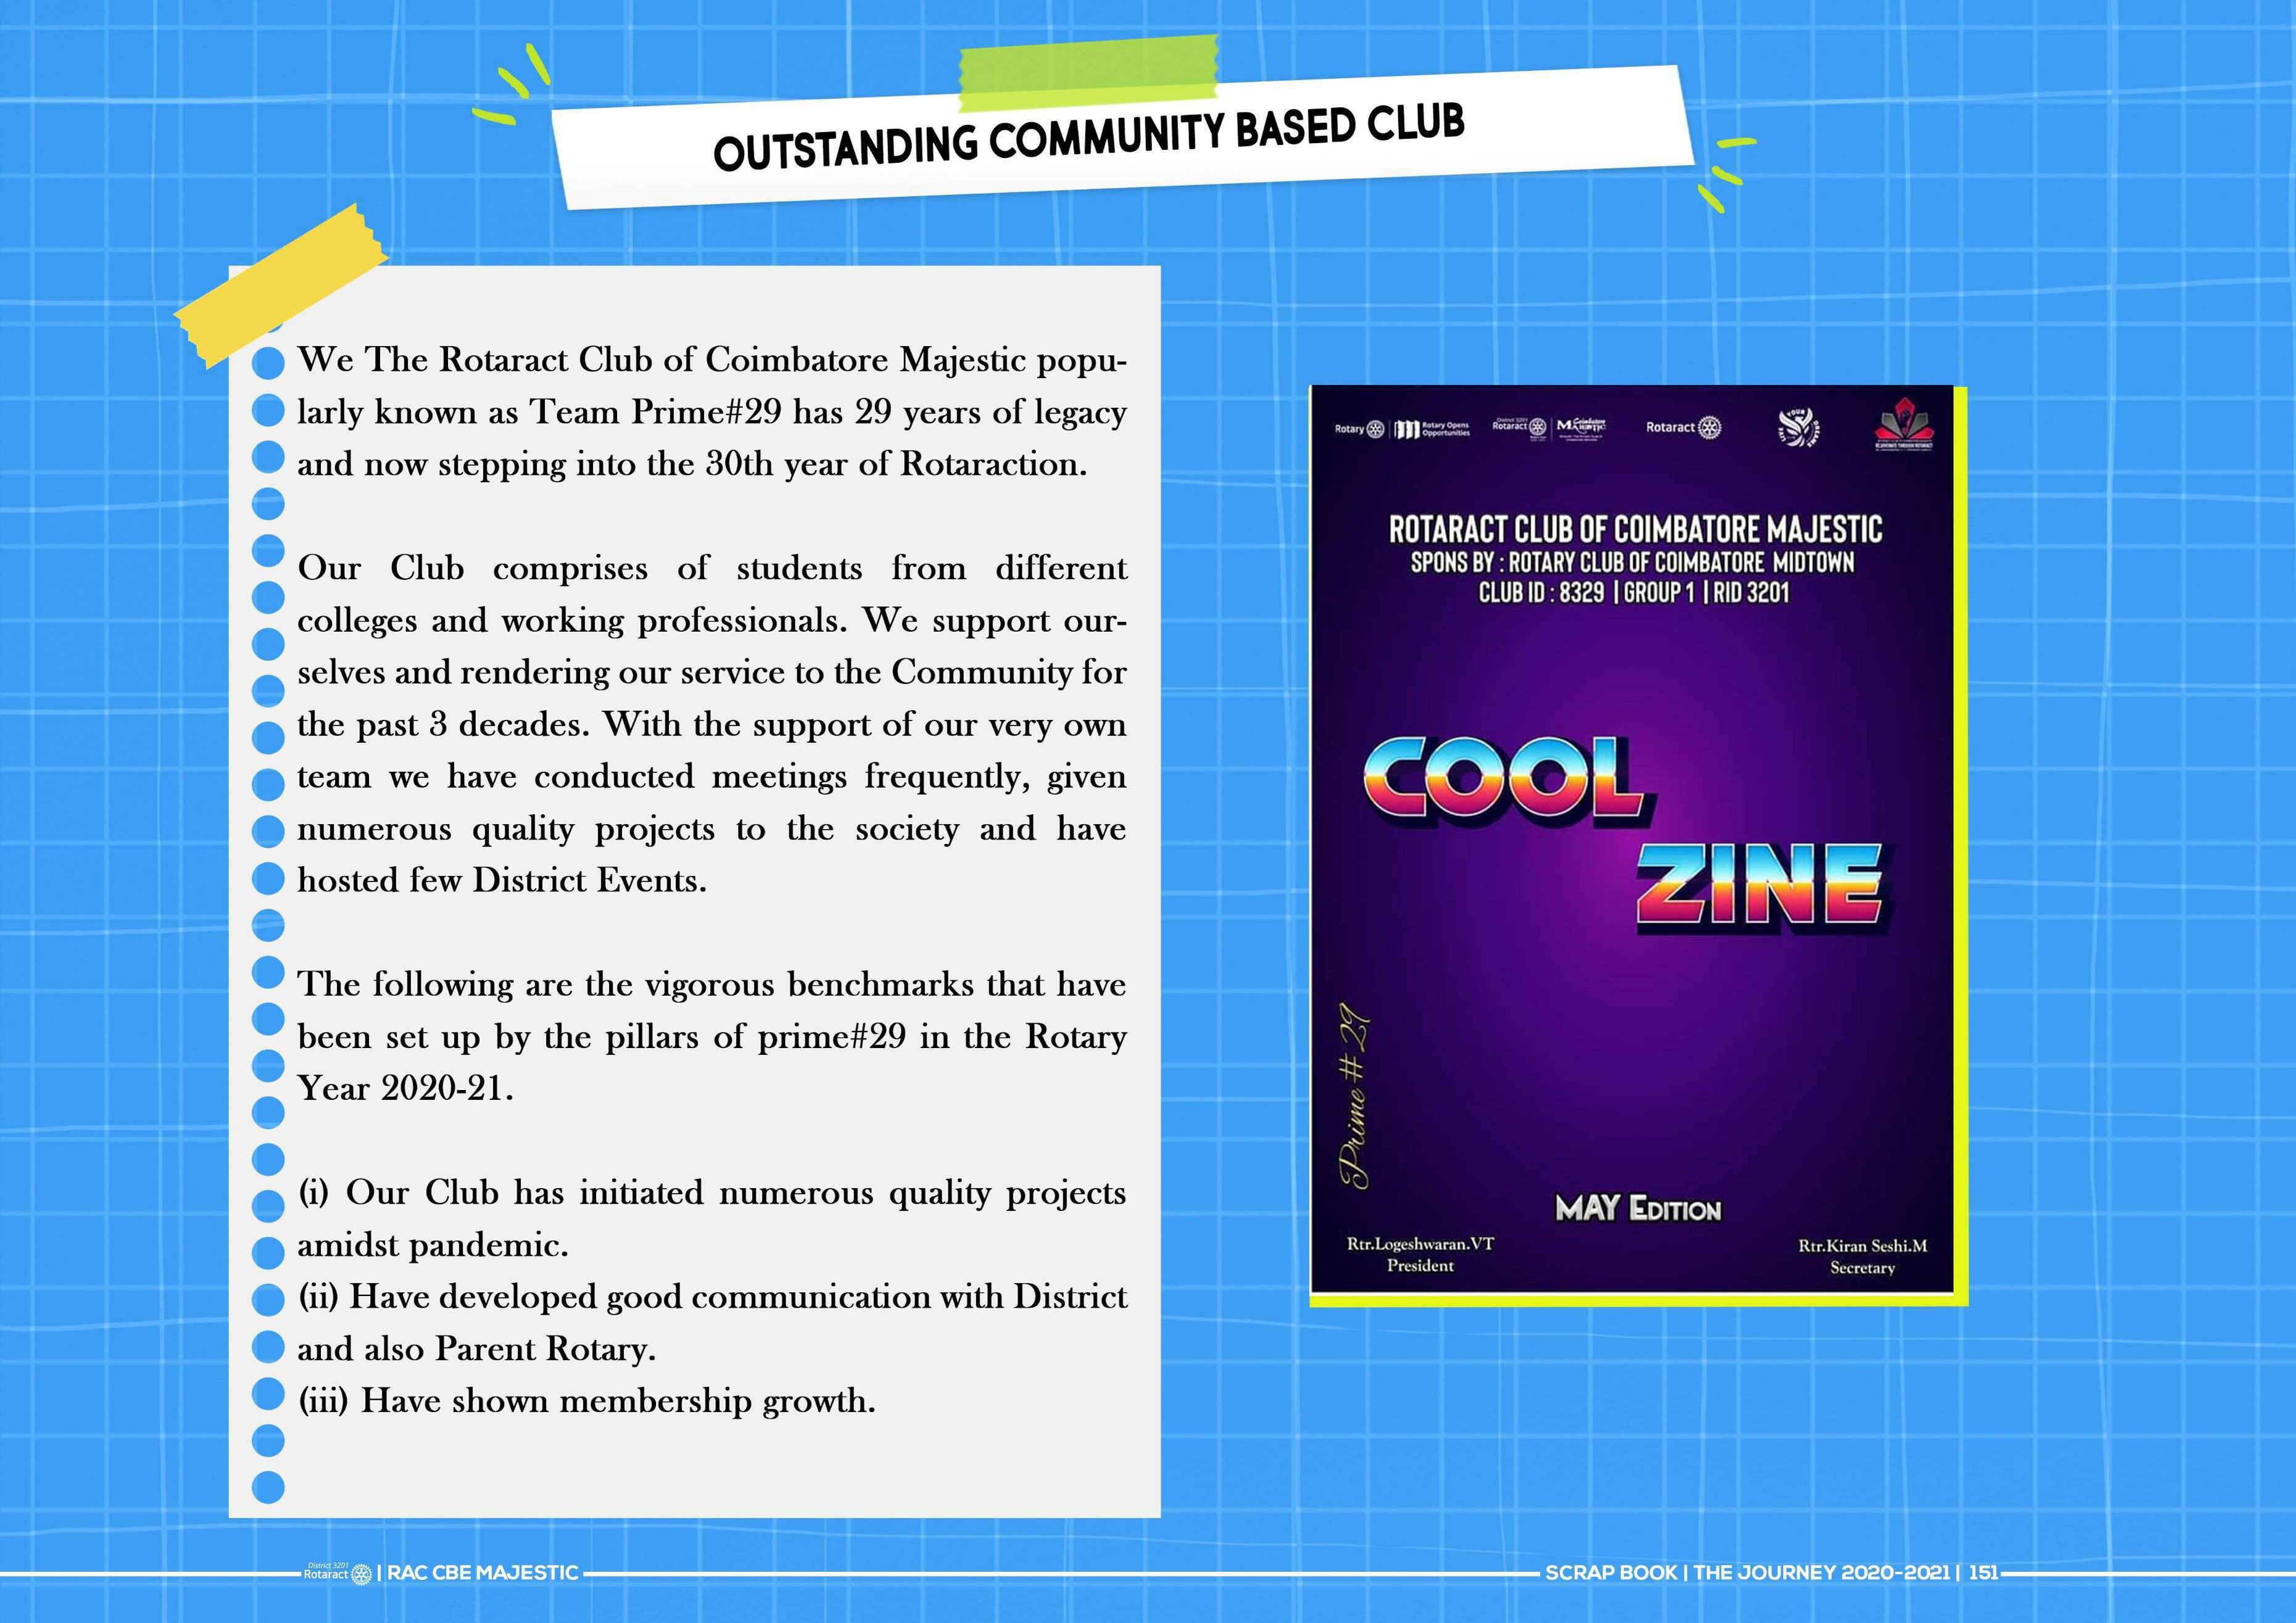 OUTSTANDING COMMUNITY BASED CLUB
We The Rotaract Club of Coimbatore Majestic popu-
larly known as Team Prime#29 has 29 years of legacy
and now stepping into the 30th year of Rotaraction.
Our Club comprises of students from different
colleges and working professionals. We support our-
selves and rendering our service to the Community for
the past 3 decades. With the support of our very own
team we have conducted meetings frequently, given
numerous quality projects to the society and have
hosted few District Events.
The following are the vigorous benchmarks that have
been set up by the pillars of prime#29 in the Rotary
Year 2020-21.
(i) Our Club has initiated numerous quality projects
amidst pandemic.
(ii) Have developed good communication with District
and also Parent Rotary.
(iii) Have shown membership growth.
Rotary
Rotary Opens
Opportunities
District 3201
Rotaract
Coimbatore
Majestic
Rotaract
ROTARACT CLUB OF COIMBATORE MAJESTIC
SPONS BY : ROTARY CLUB OF COIMBATORE MIDTOWN
CLUB ID : 8329 | GROUP 1 | RID 3201
COOL
ZINE
Prime # 29
MAY EDITION
Rtr.Logeshwaran.VT
President
Rtr.Kiran Seshi.M
Secretary
District 3201
Rotaract | RAC CBE MAJESTIC
SCRAP BOOK | THE JOURNEY 2020-2021 | 151